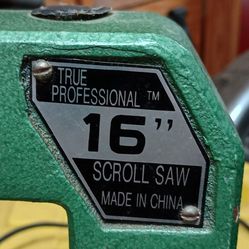 TRUE
PROFESSIONAL ™
16”
SCROLL SAW
MADE IN CHINA